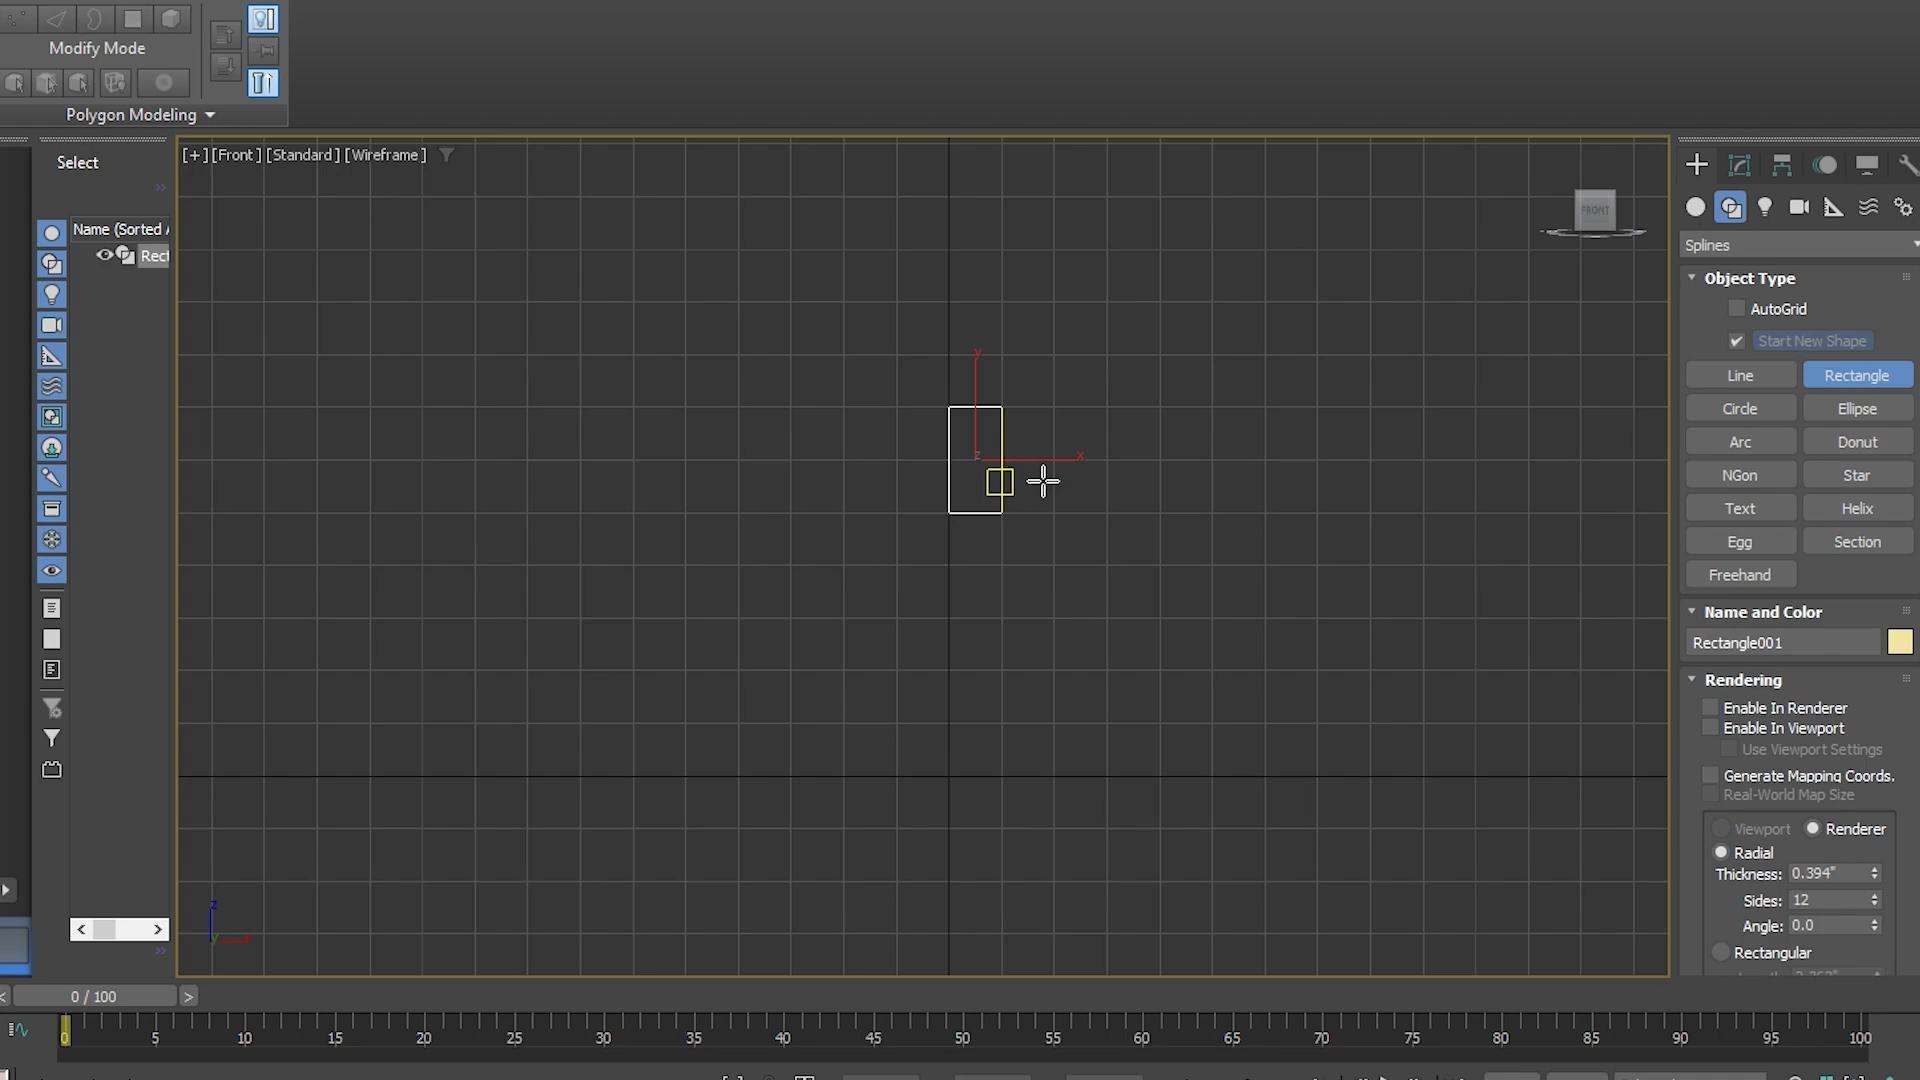 Modify Mode
Polygon Modeling
Select
[+] [Front] [Standard] [Wireframe]
Name (Sorted A
Rect
y
x
z
FRONT
z
Splines
Object Type
AutoGrid
Start New Shape
Line
Rectangle
Circle
Ellipse
Arc
Donut
NGon
Star
Text
Helix
Egg
Section
Freehand
Name and Color
Rectangle001
Rendering
Enable In Renderer
Enable In Viewport
Use Viewport Settings
Generate Mapping Coords.
Real-World Map Size
Viewport Renderer
Radial
Thickness: 0.394"
Sides: 12
Angle: 0.0
Rectangular
0 / 100
0 5 10 15 20 25 30 35 40 45 50 55 60 65 70 75 80 85 90 95 100